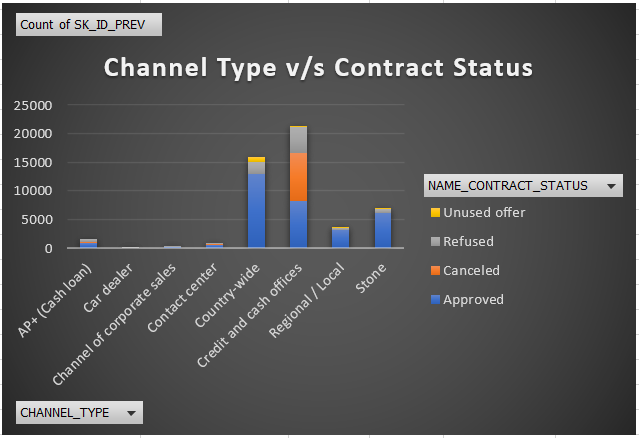 Count of SK_ID_PREV
Channel Type v/s Contract Status
25000
20000
15000
10000
5000
0
AP+ (Cash loan)
Car dealer
Channel of corporate sales
Contact center
Country-wide
Credit and cash offices
Regional / Local
Stone
NAME_CONTRACT_STATUS
Unused offer
Refused
Canceled
Approved
CHANNEL_TYPE